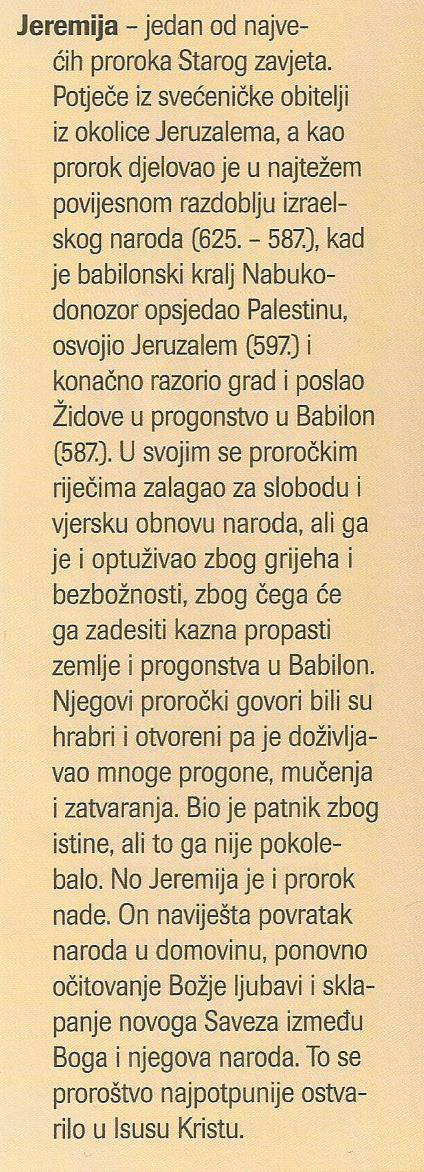 Jeremija – jedan od najve-
ćih proroka Starog zavjeta.
Potječe iz svećeničke obitelji
iz okolice Jeruzalema, a kao
prorok djelovao je u najtežem
povijesnom razdoblju izrael-
skog naroda (625. – 587.), kad
je babilonski kralj Nabuko-
donozor opsjedao Palestinu,
osvojio Jeruzalem (597.) i
konačno razorio grad i poslao
Židove u progonstvo u Babilon
(587.). U svojim se proročkim
riječima zalagao za slobodu i
vjersku obnovu naroda, ali ga
je i optuživao zbog grijeha i
bezbožnosti, zbog čega će
ga zadesiti kazna propasti
zemlje i progonstva u Babilon.
Njegovi proročki govori bili su
hrabri i otvoreni pa je doživlja-
vao mnoge progone, mučenja
i zatvaranja. Bio je patnik zbog
istine, ali to ga nije pokole-
balo. No Jeremija je i prorok
nade. On naviješta povratak
naroda u domovinu, ponovno
očitovanje Božje ljubavi i skla-
panje novoga Saveza između
Boga i njegova naroda. To se
proroštvo najpotpunije ostva-
rilo u Isusu Kristu.